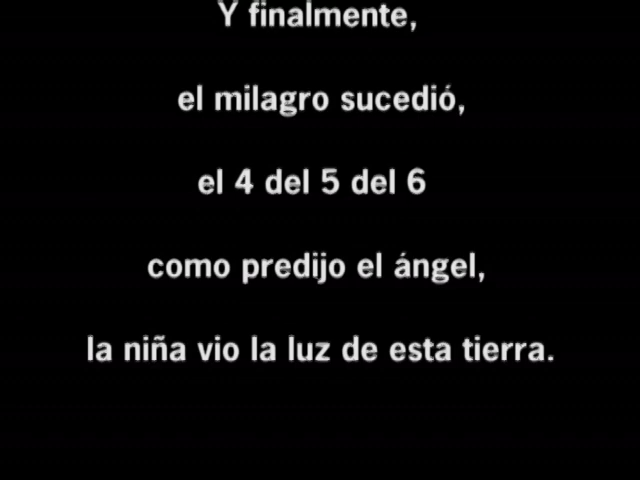 Y finalmente,
el milagro sucedió,
el 4 del 5 del 6
como predijo el ángel,
la niña vio la luz de esta tierra.